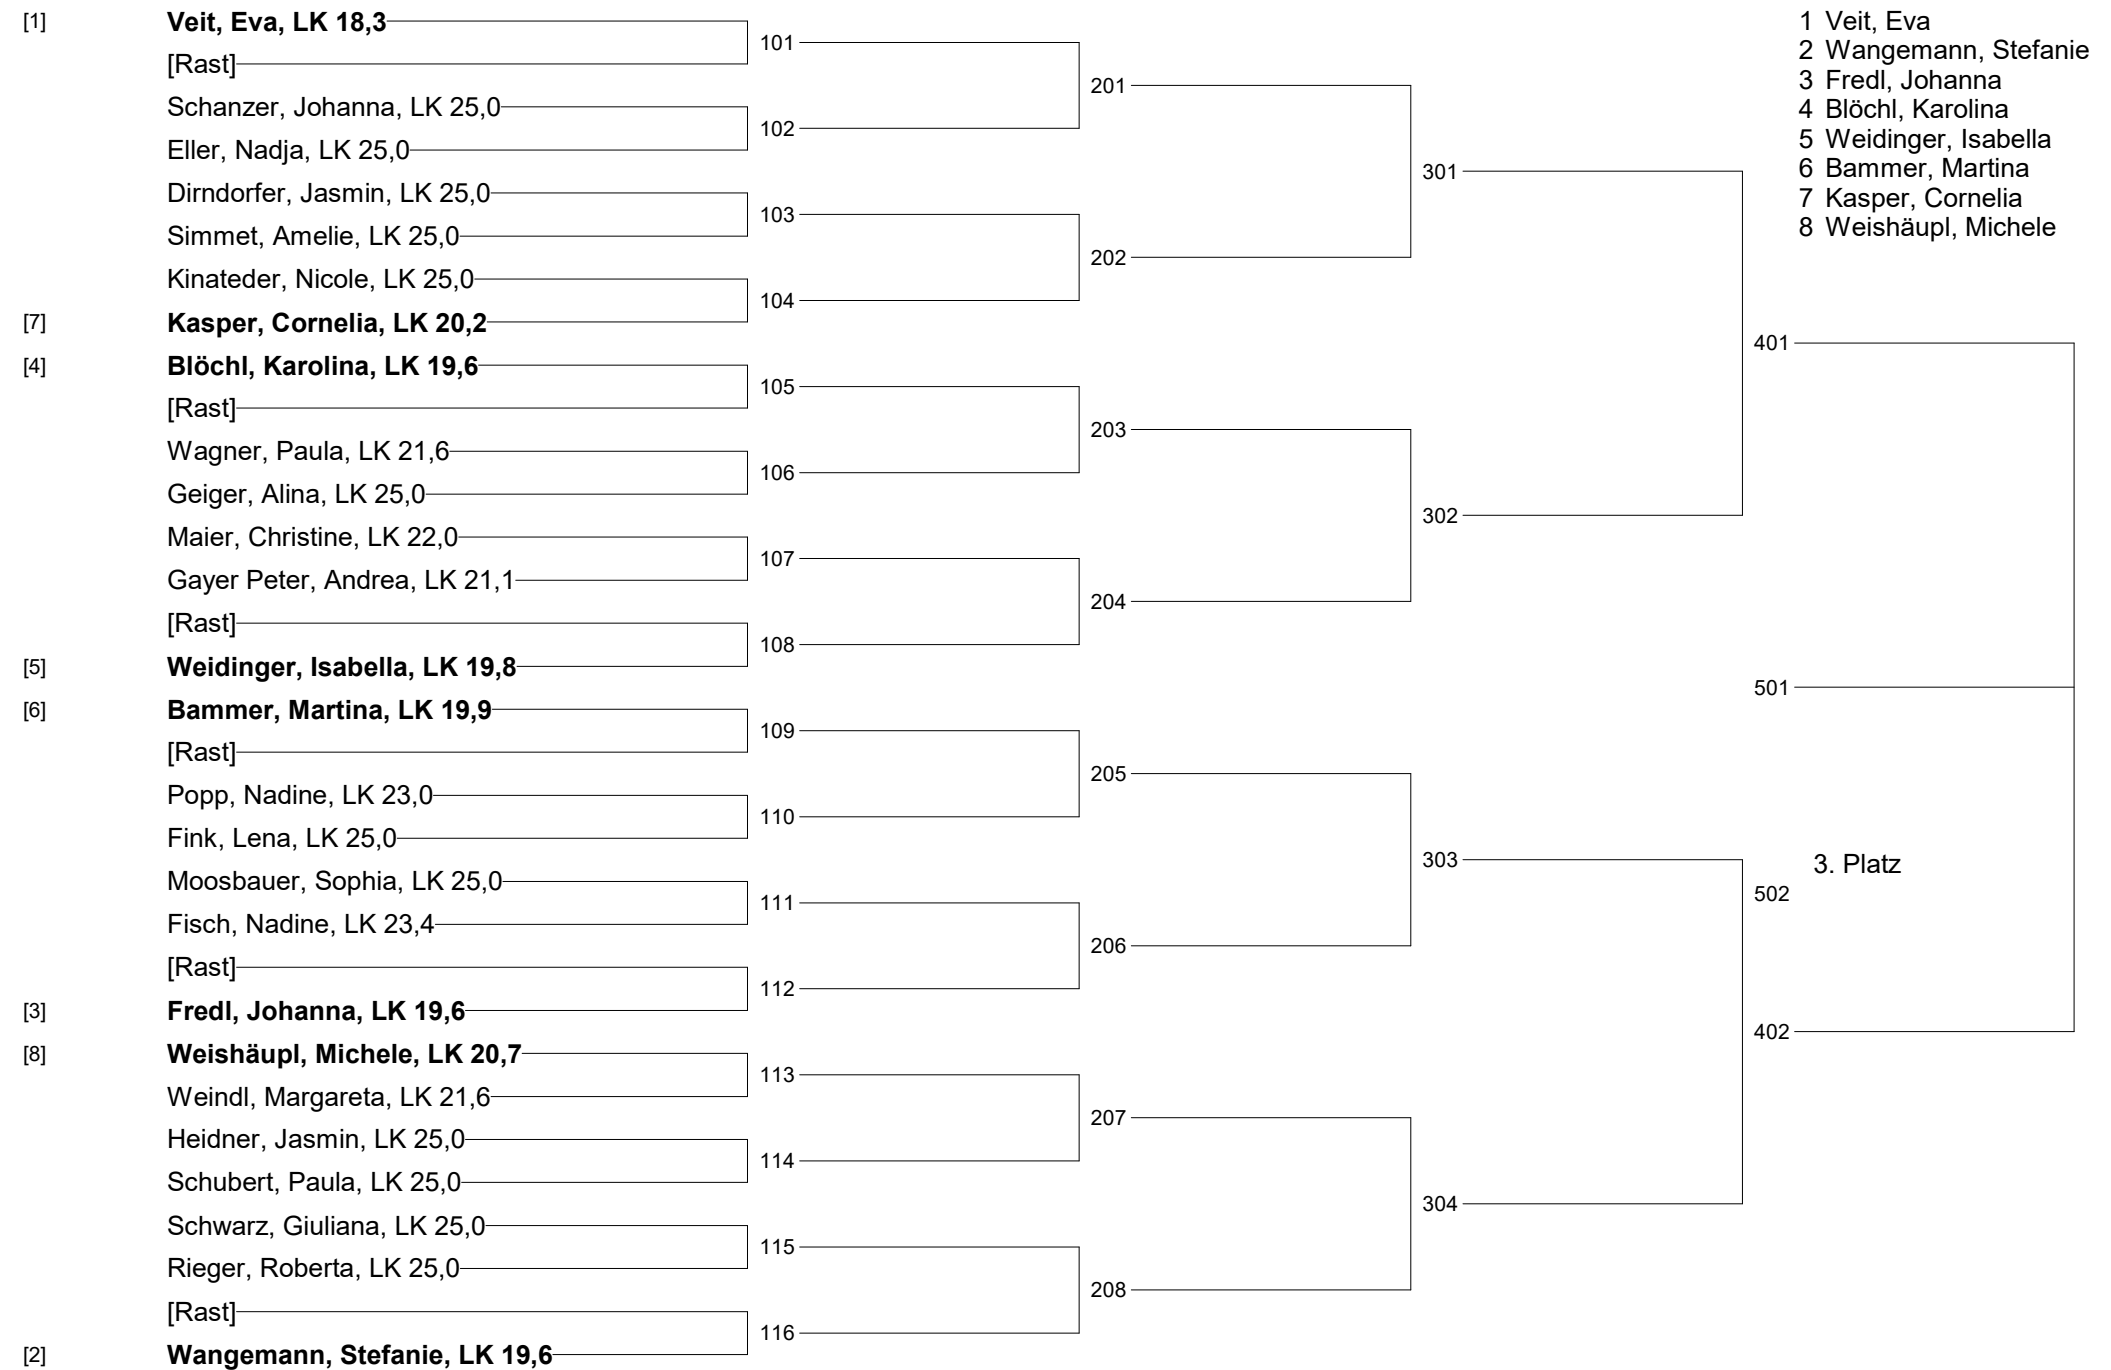 [1] Veit, Eva, LK 18,3
[Rast]
101
Schanzer, Johanna, LK 25,0
Eller, Nadja, LK 25,0
102
201
Dirndorfer, Jasmin, LK 25,0
Simmet, Amelie, LK 25,0
103
Kinateder, Nicole, LK 25,0
[7] Kasper, Cornelia, LK 20,2
104
202
301
[4] Blöchl, Karolina, LK 19,6
[Rast]
105
Wagner, Paula, LK 21,6
Geiger, Alina, LK 25,0
106
203
Maier, Christine, LK 22,0
Gayer Peter, Andrea, LK 21,1
107
[Rast]
[5] Weidinger, Isabella, LK 19,8
108
204
302
401
[6] Bammer, Martina, LK 19,9
[Rast]
109
Popp, Nadine, LK 23,0
Fink, Lena, LK 25,0
110
205
Moosbauer, Sophia, LK 25,0
Fisch, Nadine, LK 23,4
111
[Rast]
[3] Fredl, Johanna, LK 19,6
112
206
303
[8] Weishäupl, Michele, LK 20,7
Weindl, Margareta, LK 21,6
113
Heidner, Jasmin, LK 25,0
Schubert, Paula, LK 25,0
114
207
Schwarz, Giuliana, LK 25,0
Rieger, Roberta, LK 25,0
115
[Rast]
[2] Wangemann, Stefanie, LK 19,6
116
208
304
402
501
3. Platz
502
1 Veit, Eva
2 Wangemann, Stefanie
3 Fredl, Johanna
4 Blöchl, Karolina
5 Weidinger, Isabella
6 Bammer, Martina
7 Kasper, Cornelia
8 Weishäupl, Michele